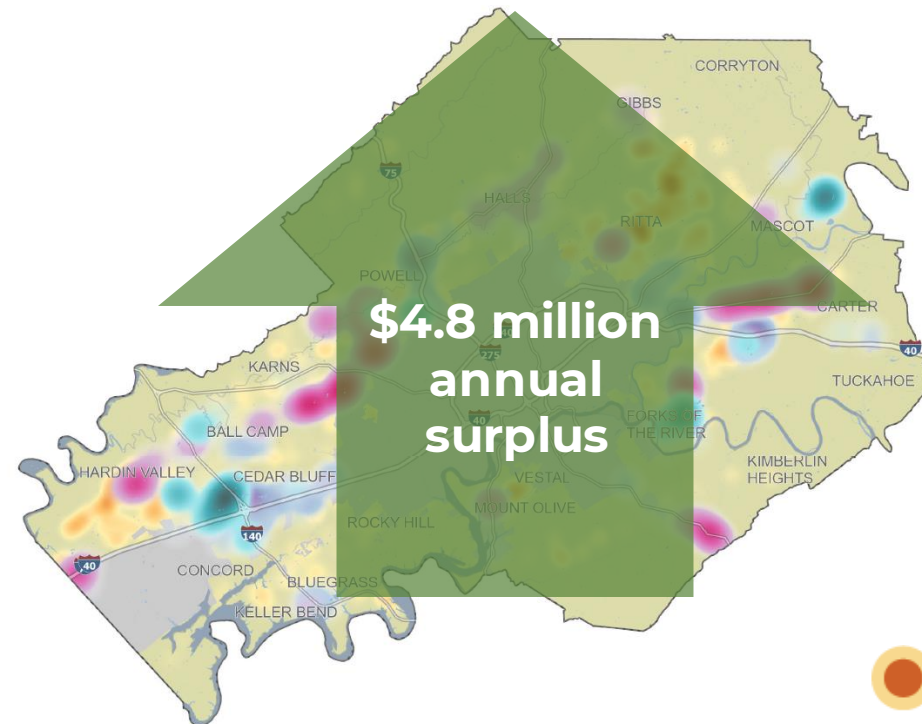 CORRYTON
GIBBS
75
HALLS
RITTA
MASCOT
POWELL
CARTER
$4.8 million
annual
surplus
40
275
40
KARNS
TUCKAHOE
40
BALL CAMP
FORKS OF
THE RIVER
HARDIN VALLEY
CEDAR BLUFF
KIMBERLIN
HEIGHTS
VESTAL
MOUNT OLIVE
ROCKY HILL
140
40
CONCORD
BLUEGRASS
KELLER BEND